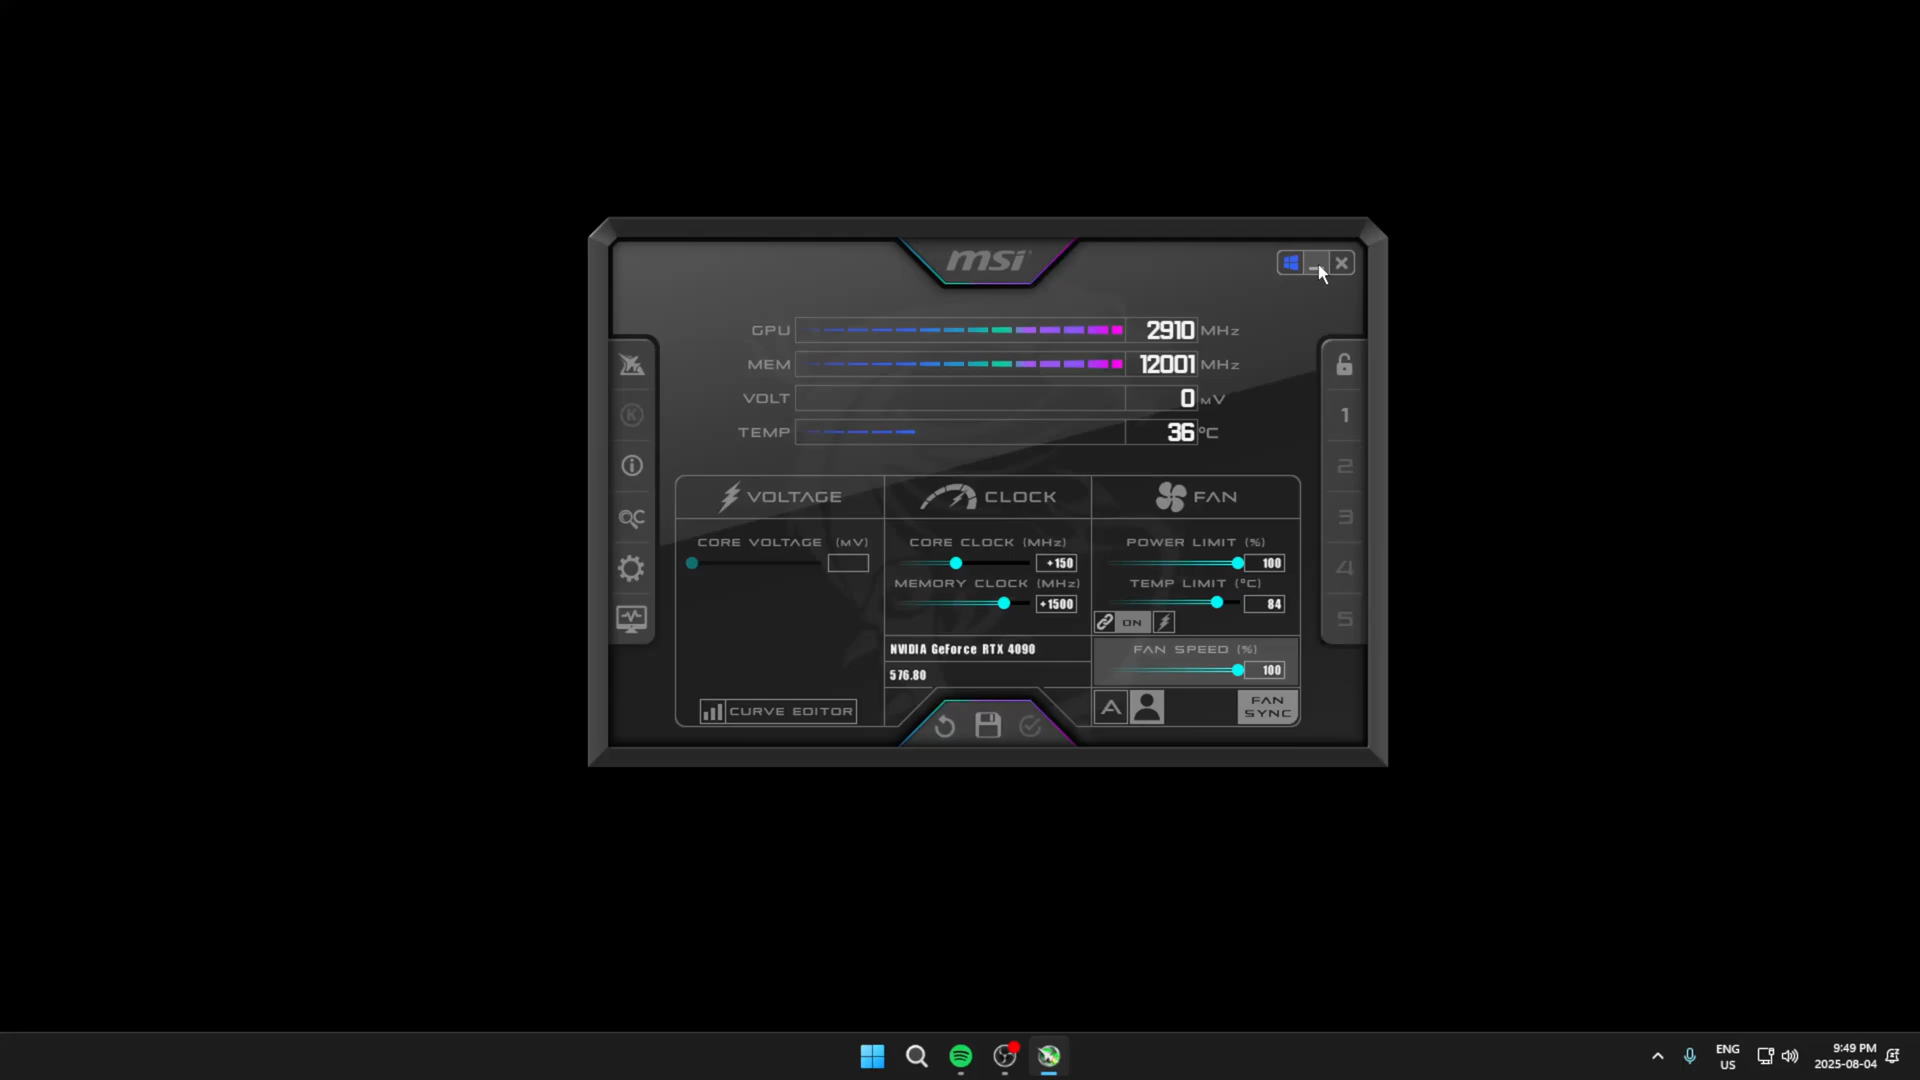 msi
GPU 2910 MHz
MEM 12001 MHz
VOLT 0 MV
TEMP 36 °C
K
i
OC
1
2
3
4
5
VOLTAGE
CORE VOLTAGE (MV)
CURVE EDITOR
CLOCK
CORE CLOCK (MHz)
+150
MEMORY CLOCK (MHz)
+1500
NVIDIA GeForce RTX 4090
576.80
FAN
POWER LIMIT (%)
100
TEMP LIMIT (°C)
84
ON
FAN SPEED (%)
100
A
FAN SYNC
ENG
US
9:49 PM
2025-08-04